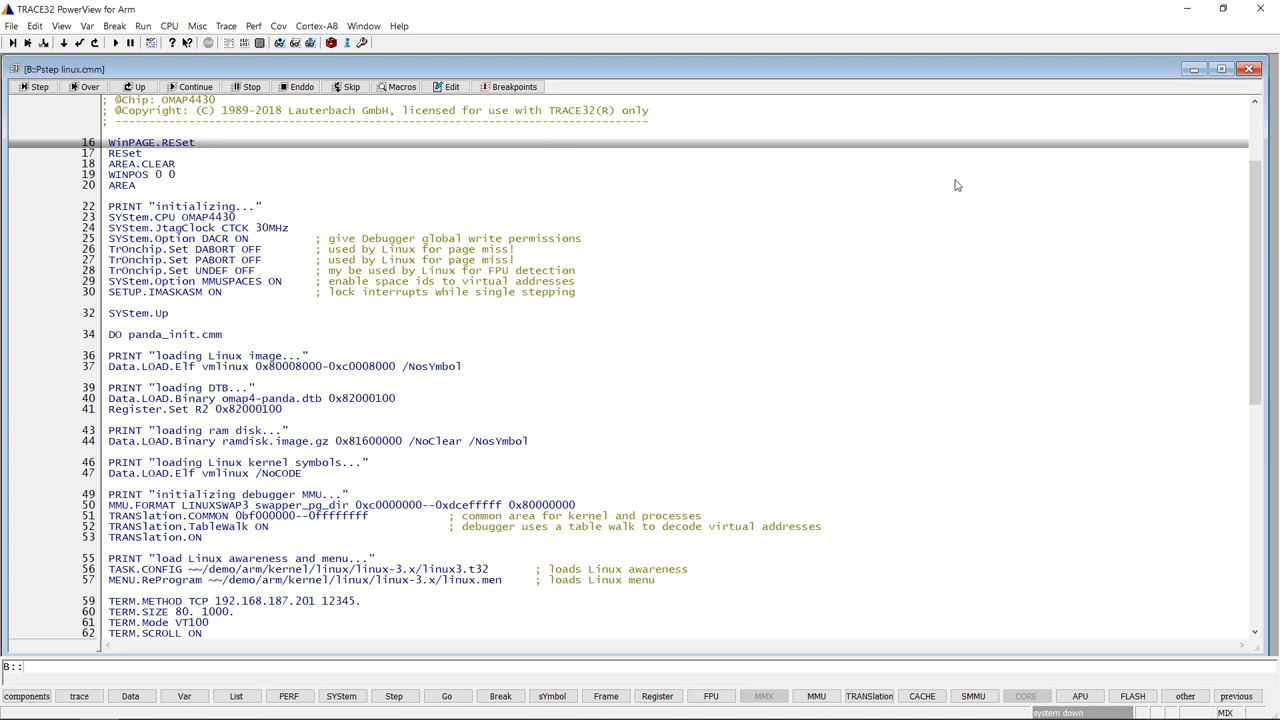 TRACE32 PowerView for Arm
File Edit View Var Break Run CPU Misc Trace Perf Cov Cortex-A8 Window Help
[B::Pstep linux.cmm]
Step Over Up Continue Stop Enddo Skip Macros Edit Breakpoints
; @Chip: OMAP4430
; @Copyright: (C) 1989-2018 Lauterbach GmbH, licensed for use with TRACE32(R) only
; --------------------------------------------------------------------------------
16 WinPAGE.RESet
17 RESet
18 AREA.CLEAR
19 WINPOS 0 0
20 AREA
22 PRINT "initializing..."
23 SYStem.CPU OMAP4430
24 SYStem.JtagClock CTCK 30MHz
25 SYStem.Option DACR ON ; give Debugger global write permissions
26 TrOnchip.Set DABORT OFF ; used by Linux for page miss!
27 TrOnchip.Set PABORT OFF ; used by Linux for page miss!
28 TrOnchip.Set UNDEF OFF ; my be used by Linux for FPU detection
29 SYStem.Option MMUSPACES ON ; enable space ids to virtual addresses
30 SETUP.IMASKASM ON ; lock interrupts while single stepping
32 SYStem.Up
34 DO panda_init.cmm
36 PRINT "loading Linux image..."
37 Data.LOAD.Elf vmlinux 0x80008000-0xc0008000 /NosYmbol
39 PRINT "loading DTB..."
40 Data.LOAD.Binary omap4-panda.dtb 0x82000100
41 Register.Set R2 0x82000100
43 PRINT "loading ram disk..."
44 Data.LOAD.Binary ramdisk.image.gz 0x81600000 /NoClear /NosYmbol
46 PRINT "loading Linux kernel symbols..."
47 Data.LOAD.Elf vmlinux /NoCODE
49 PRINT "initializing debugger MMU..."
50 MMU.FORMAT LINUXSWAP3 swapper_pg_dir 0xc0000000--0xdcefffff 0x80000000
51 TRANSlation.COMMON 0bf000000--0ffffffff ; common area for kernel and processes
52 TRANSlation.TableWalk ON ; debugger uses a table walk to decode virtual addresses
53 TRANSlation.ON
55 PRINT "load Linux awareness and menu..."
56 TASK.CONFIG ~~/demo/arm/kernel/linux/linux-3.x/linux3.t32 ; loads Linux awareness
57 MENU.ReProgram ~~/demo/arm/kernel/linux/linux-3.x/linux.men ; loads Linux menu
59 TERM.METHOD TCP 192.168.187.201 12345.
60 TERM.SIZE 80. 1000.
61 TERM.Mode VT100
62 TERM.SCROLL ON
B::
components trace Data Var List PERF SYStem Step Go Break sYmbol Frame Register FPU MMX MMU TRANSlation CACHE SMMU CORE APU FLASH other previous
system down MIX